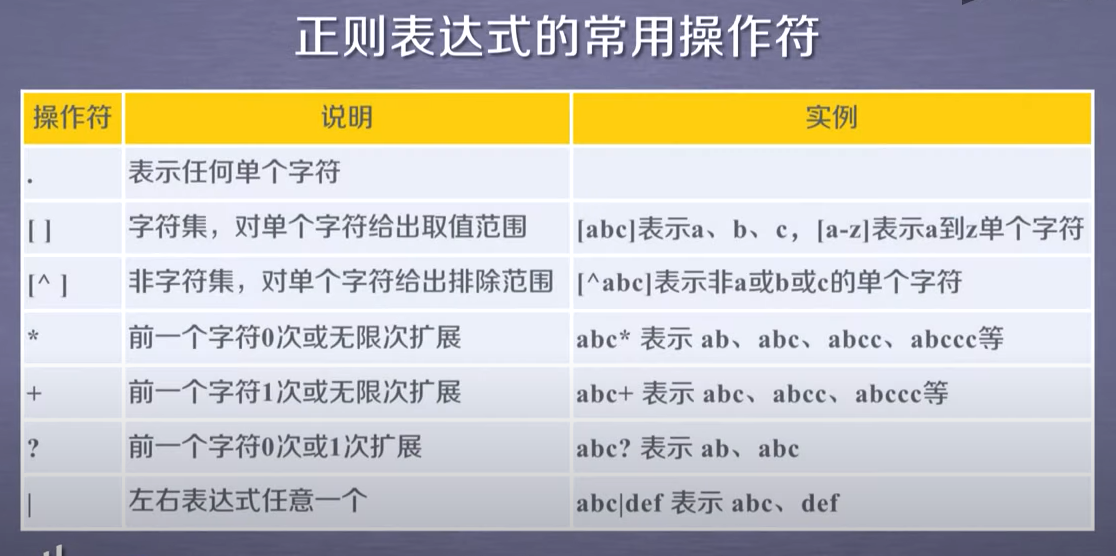 正则表达式的常用操作符
操作符 说明 实例
. 表示任何单个字符
[ ] 字符集，对单个字符给出取值范围 [abc]表示a、b、c，[a-z]表示a到z单个字符
[^ ] 非字符集，对单个字符给出排除范围 [^abc]表示非a或b或c的单个字符
* 前一个字符0次或无限次扩展 abc* 表示 ab、abc、abcc、abccc等
+ 前一个字符1次或无限次扩展 abc+ 表示 abc、abcc、abccc等
? 前一个字符0次或1次扩展 abc? 表示 ab、abc
| 左右表达式任意一个 abc|def 表示 abc、def